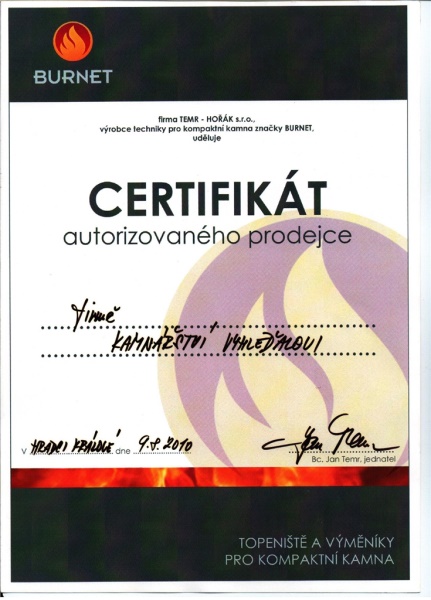 BURNET
firma TEMR - HOŘÁK s.r.o.,
výrobce techniky pro kompaktní kamna značky BURNET,
uděluje
CERTIFIKÁT
autorizovaného prodejce
firmě
KAMNÁŘSTVÍ VYHLEĎALOVI
V HRADCI KRÁLOVÉ, dne 9.8.2010
Bc. Jan Temr, jednatel
TOPENIŠTĚ A VÝMĚNÍKY
PRO KOMPAKTNÍ KAMNA